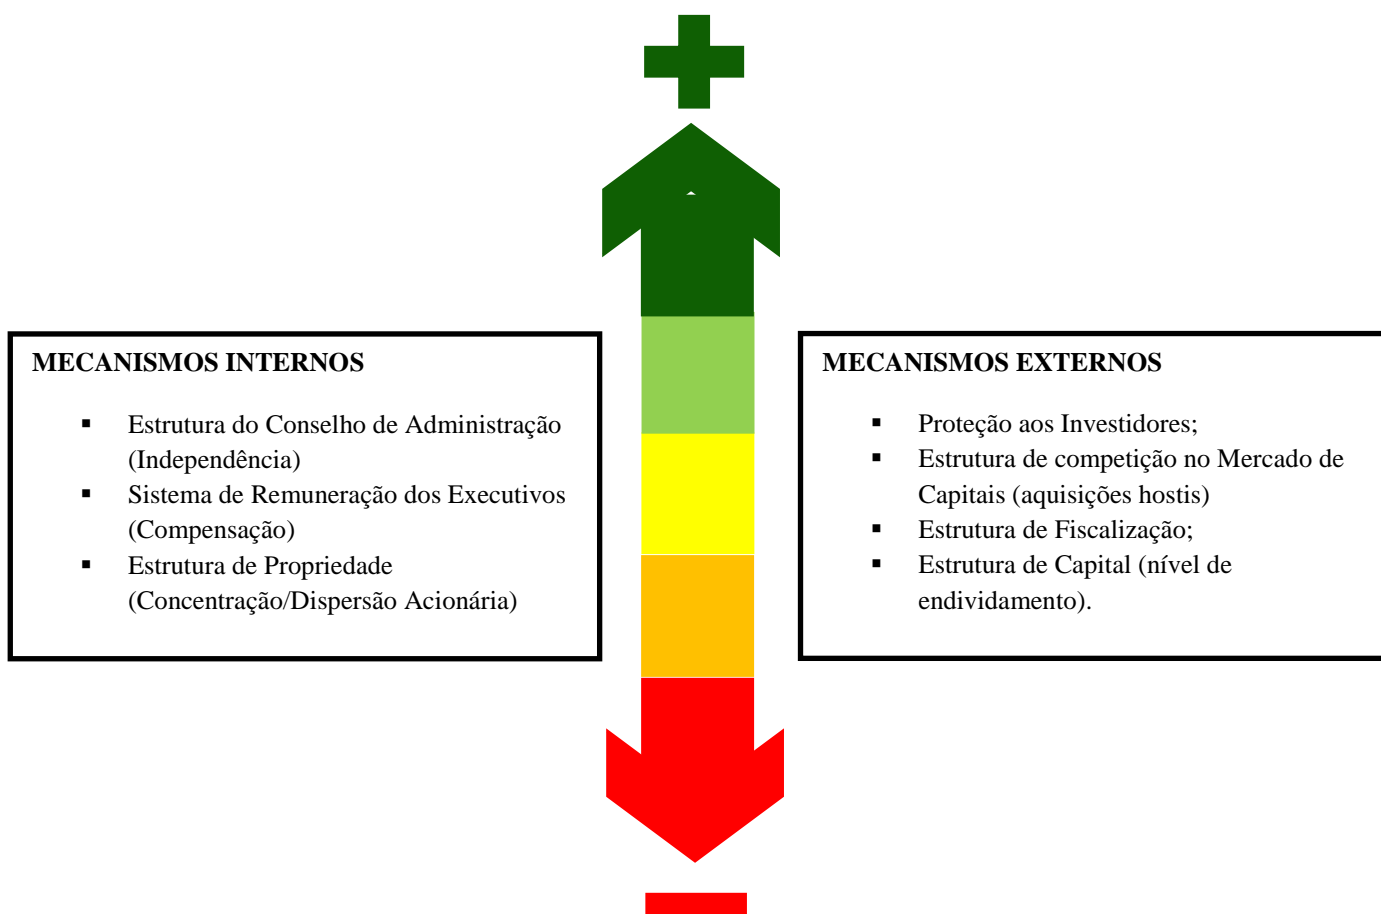 MECANISMOS INTERNOS
▪ Estrutura do Conselho de Administração
(Independência)
▪ Sistema de Remuneração dos Executivos
(Compensação)
▪ Estrutura de Propriedade
(Concentração/Dispersão Acionária)
MECANISMOS EXTERNOS
▪ Proteção aos Investidores;
▪ Estrutura de competição no Mercado de
Capitais (aquisições hostis)
▪ Estrutura de Fiscalização;
▪ Estrutura de Capital (nível de
endividamento).